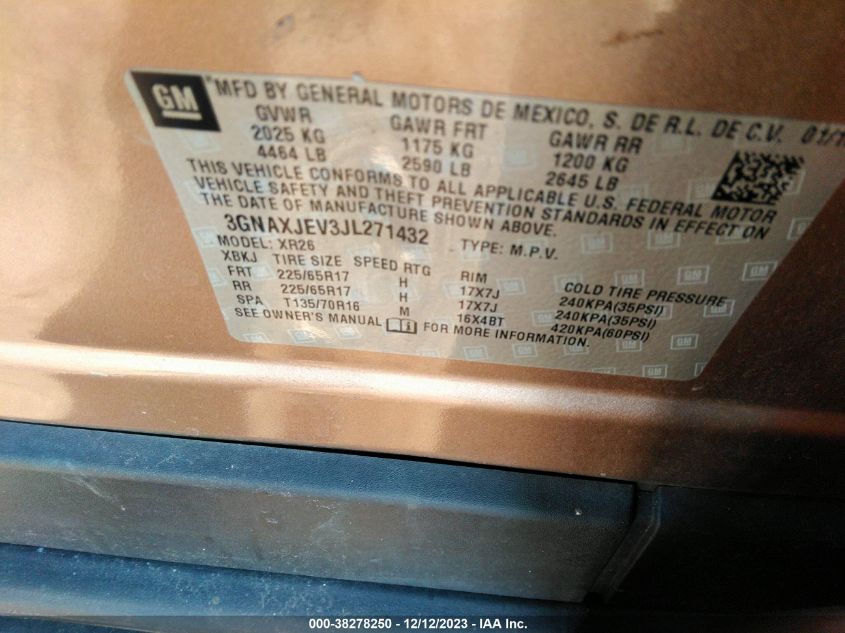 GM
MFD BY GENERAL MOTORS DE MEXICO, S. DE R.L. DE C.V.
GVWR GAWR FRT GAWR RR
2025 KG 1175 KG 1200 KG
4464 LB 2590 LB 2645 LB
THIS VEHICLE CONFORMS TO ALL APPLICABLE U.S. FEDERAL MOTOR
VEHICLE SAFETY AND THEFT PREVENTION STANDARDS IN EFFECT ON
THE DATE OF MANUFACTURE SHOWN ABOVE.
3GNAXJEV3JL271432 TYPE: M.P.V.
MODEL: XR26
XBKJ TIRE SIZE SPEED RTG RIM COLD TIRE PRESSURE
FRT 225/65R17 H 17X7J 240KPA(35PSI)
RR 225/65R17 H 17X7J 240KPA(35PSI)
SPA T135/70R16 M 16X4BT 420KPA(60PSI)
SEE OWNER'S MANUAL FOR MORE INFORMATION.
000-38278250 - 12/12/2023 - IAA Inc.